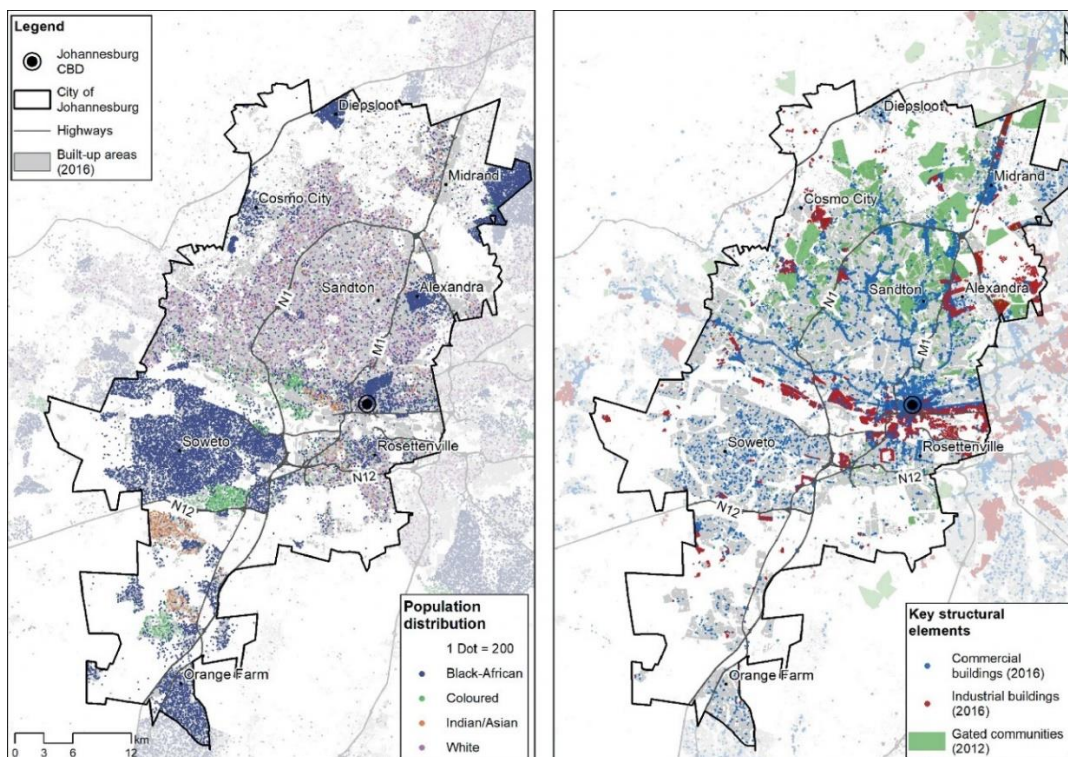 Legend
Johannesburg
CBD
City of
Johannesburg
Highways
Built-up areas
(2016)
Diepsloot
Midrand
Cosmo City
N1
Sandton
Alexandra
M1
Soweto
Rosettenville
N12
N12
Orange Farm
0 3 6 12 km
Population
distribution
1 Dot = 200
Black-African
Coloured
Indian/Asian
White
N
Diepsloot
Midrand
Cosmo City
N1
Sandton
Alexandra
M1
Soweto
Rosettenville
N12
N12
Orange Farm
Key structural
elements
Commercial
buildings (2016)
Industrial buildings
(2016)
Gated communities
(2012)